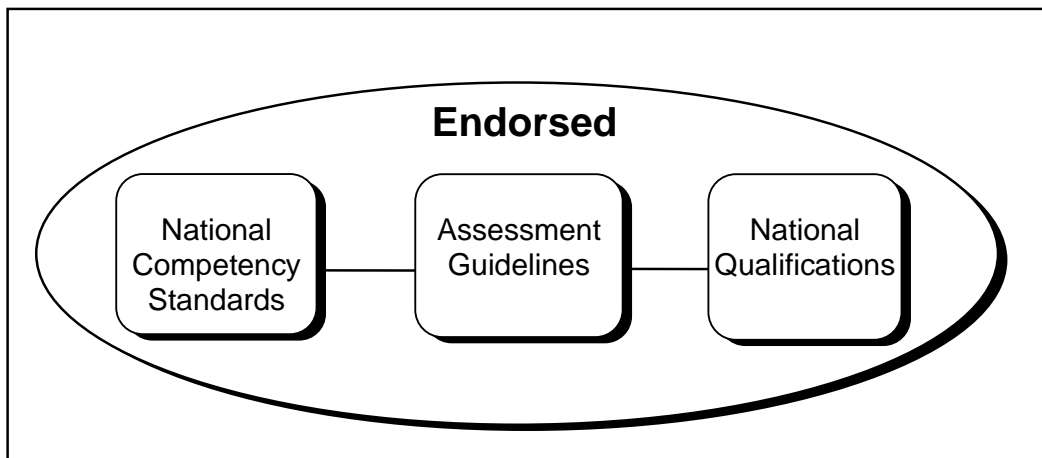 Endorsed
National
Competency
Standards
Assessment
Guidelines
National
Qualifications